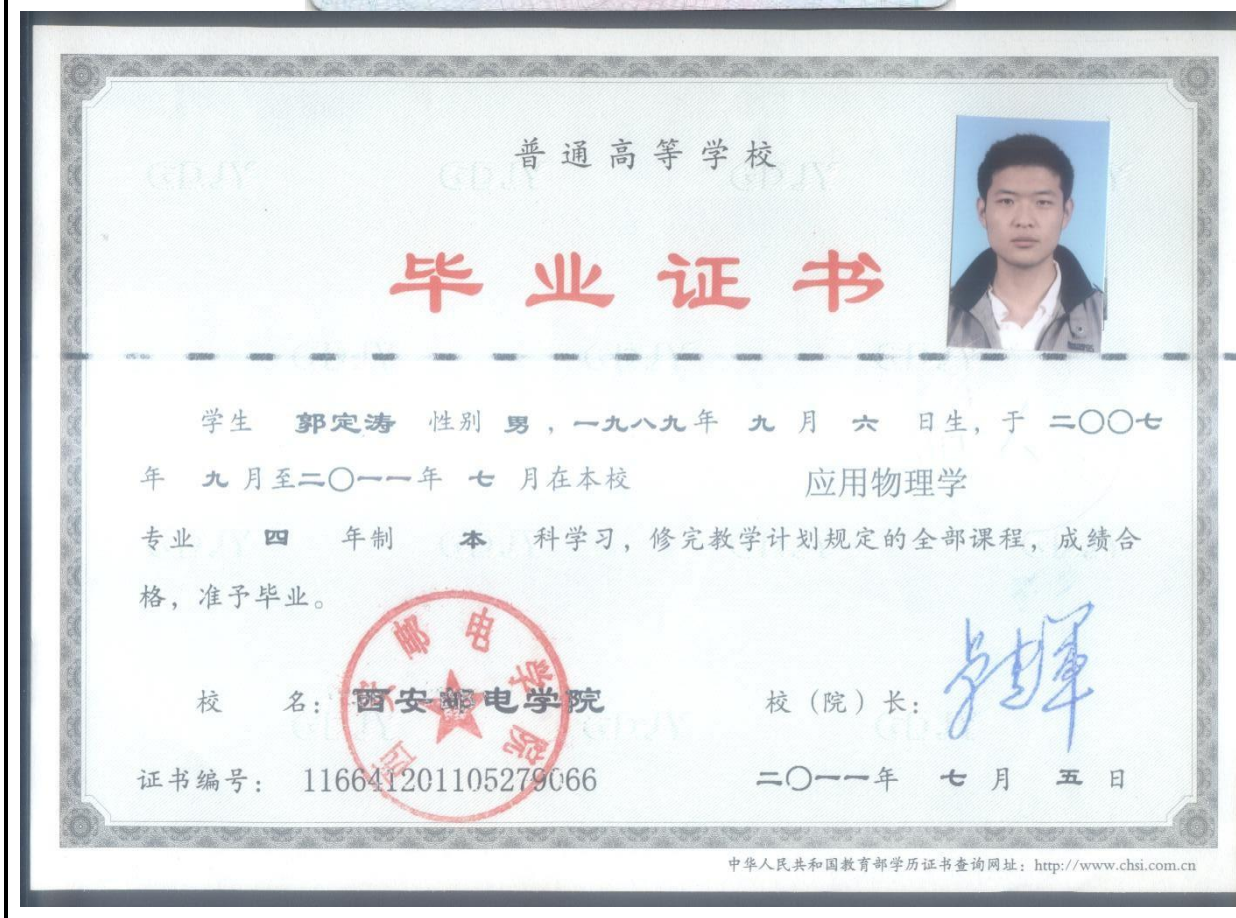 普通高等学校
毕业证书
学生 郭定涛 性别 男，一九八九年 九 月 六 日生，于 二〇〇七
年 九 月至二〇一一年 七 月在本校 应用物理学
专业 四 年制 本 科学习，修完教学计划规定的全部课程，成绩合
格，准予毕业。
西安邮电学院
校 名：西安邮电学院 校（院）长：
证书编号： 116641201105279066 二〇一一年 七 月 五 日
中华人民共和国教育部学历证书查询网址：http://www.chsi.com.cn